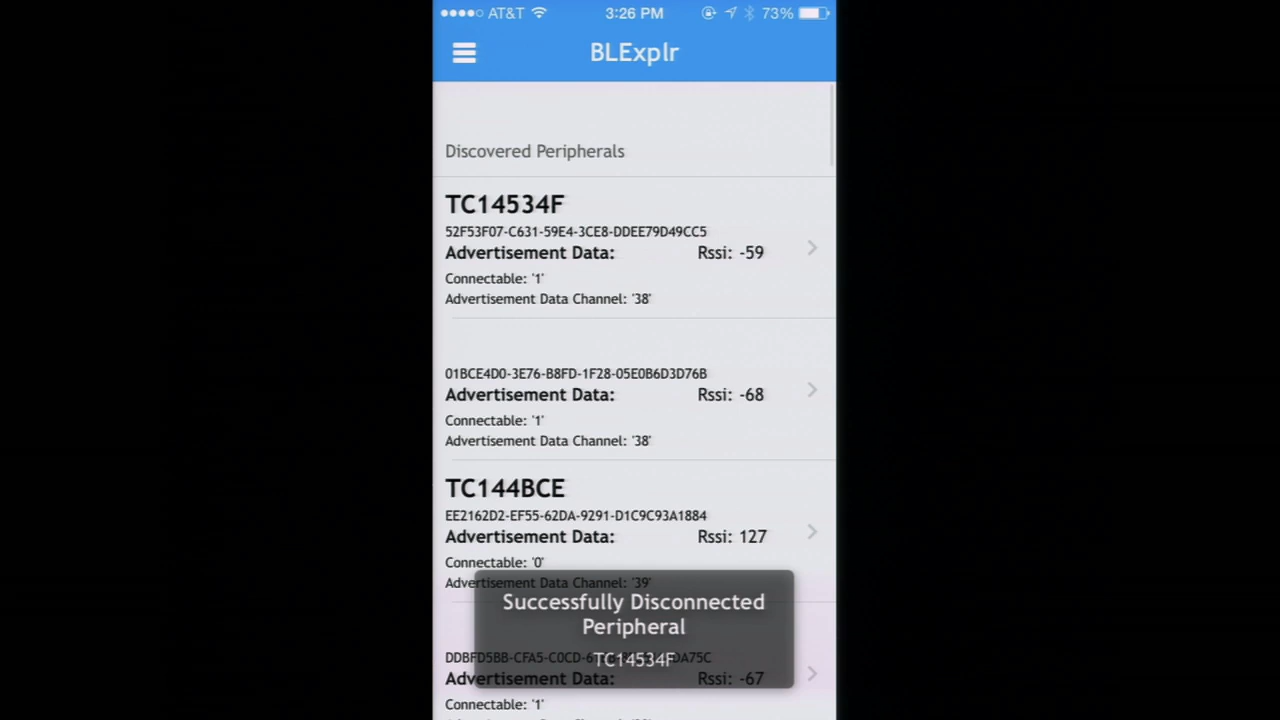 AT&T 3:26 PM 73%
BLExplr
Discovered Peripherals
TC14534F
52F53F07-C631-59E4-3CE8-DDEE79D49CC5
Advertisement Data: Rssi: -59
Connectable: '1'
Advertisement Data Channel: '38'
01BCE4D0-3E76-B8FD-1F28-05E0B6D3D76B
Advertisement Data: Rssi: -68
Connectable: '1'
Advertisement Data Channel: '38'
TC144BCE
EE2162D2-EF55-62DA-9291-D1C9C93A1884
Advertisement Data: Rssi: 127
Connectable: '0'
Advertisement Data Channel: '39'
Successfully Disconnected
Peripheral
TC14534F
Advertisement Data: Rssi: -67
Connectable: '1'